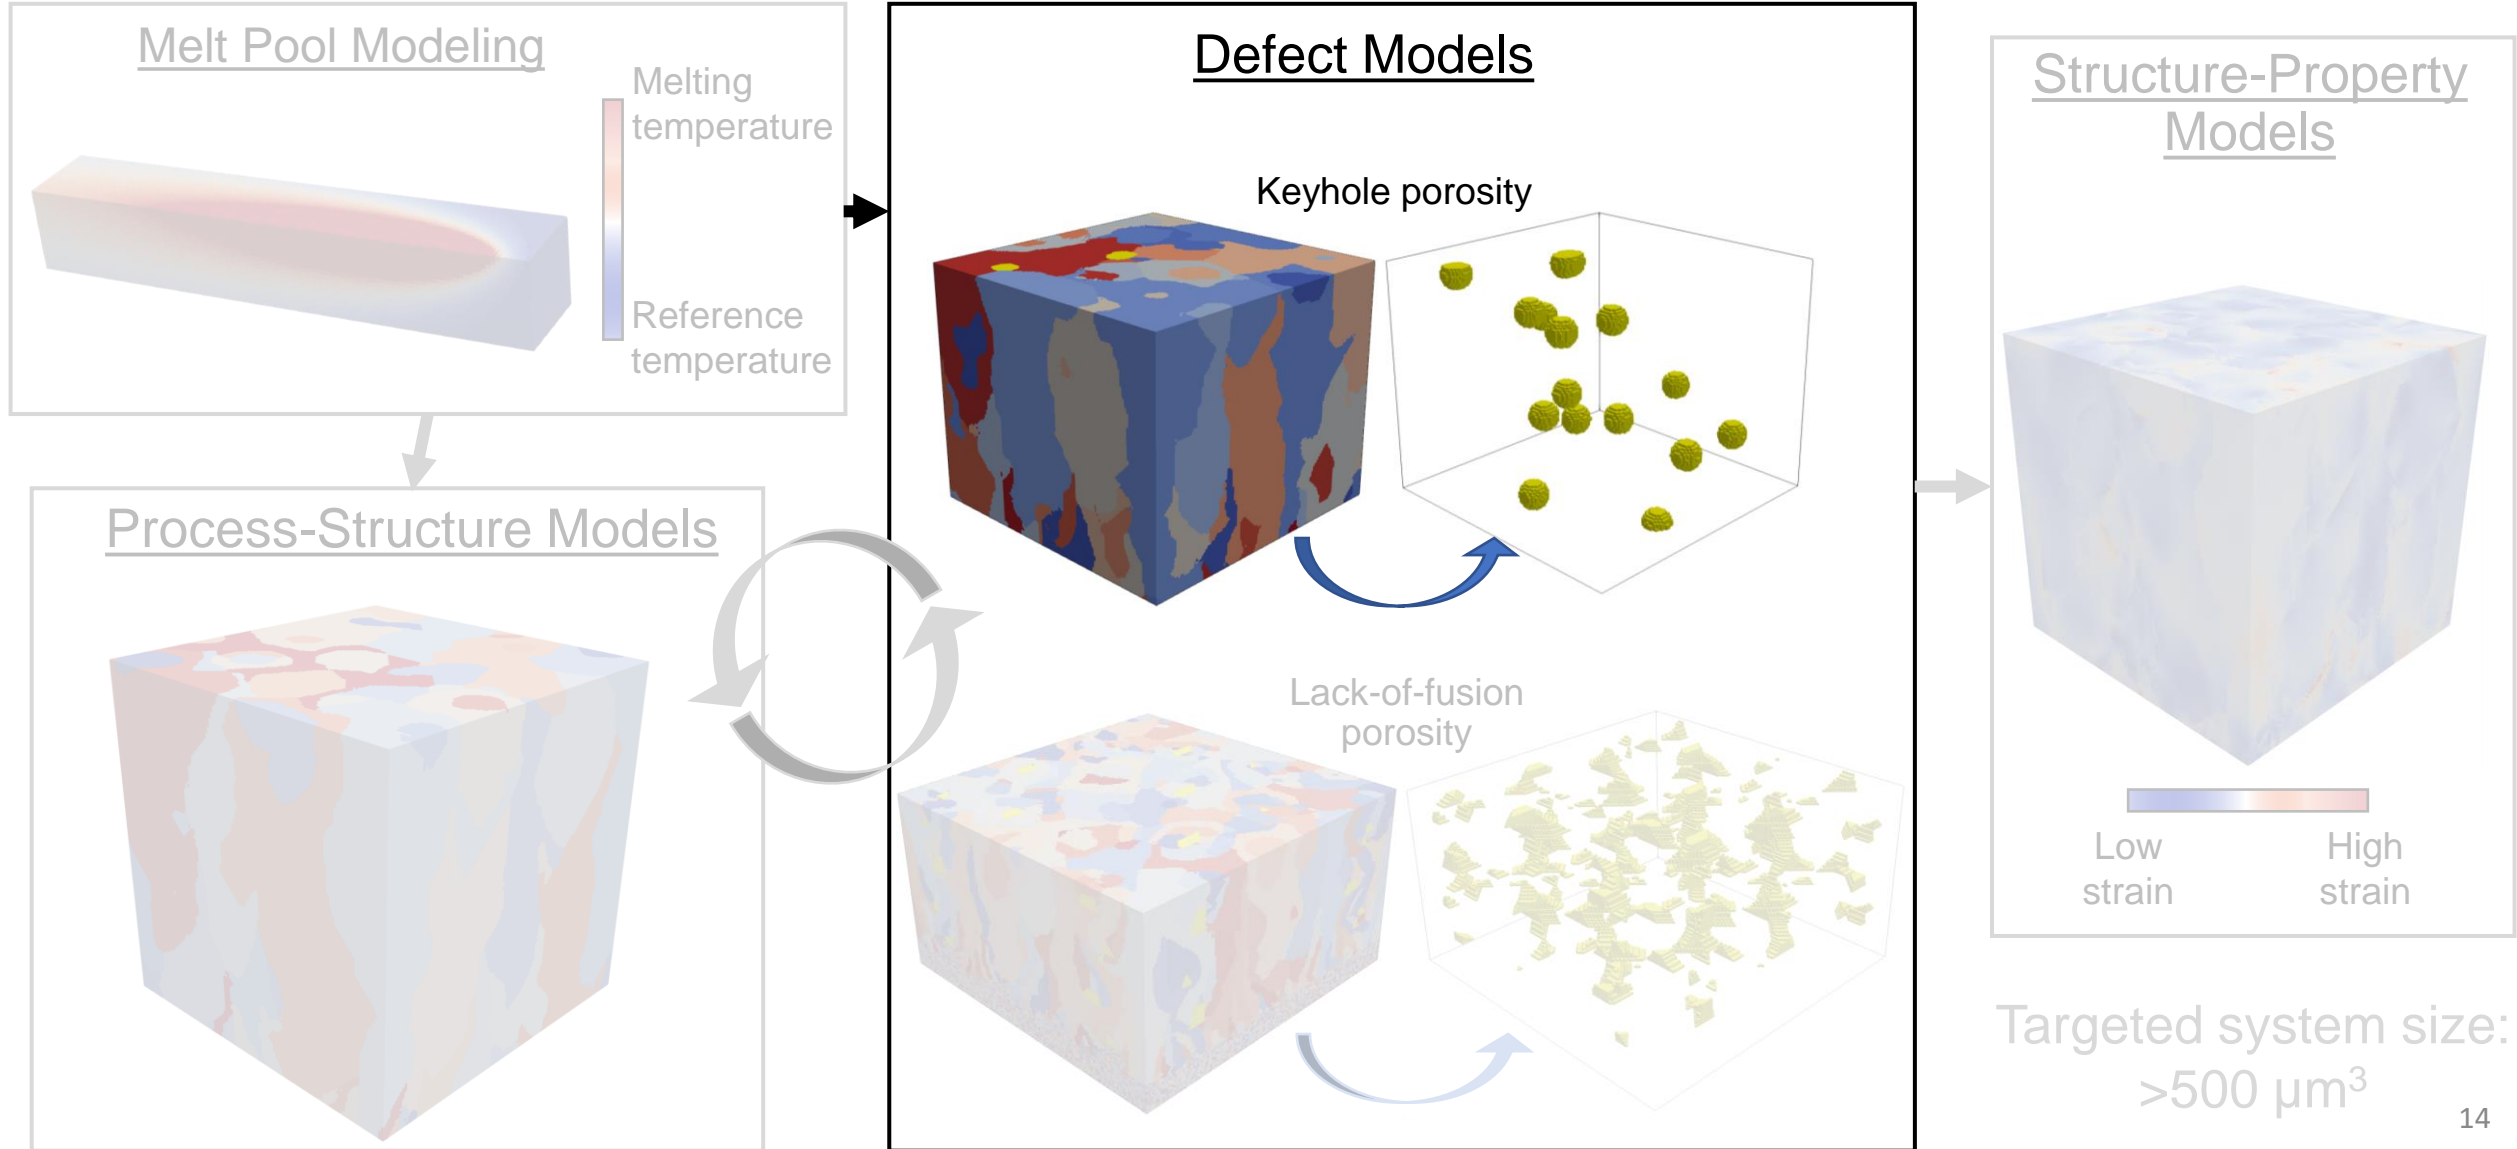 Melt Pool Modeling
Melting
temperature
Reference
temperature
Process-Structure Models
Defect Models
Keyhole porosity
Lack-of-fusion
porosity
Structure-Property
Models
Low
strain
High
strain
Targeted system size:
>500 µm³
14